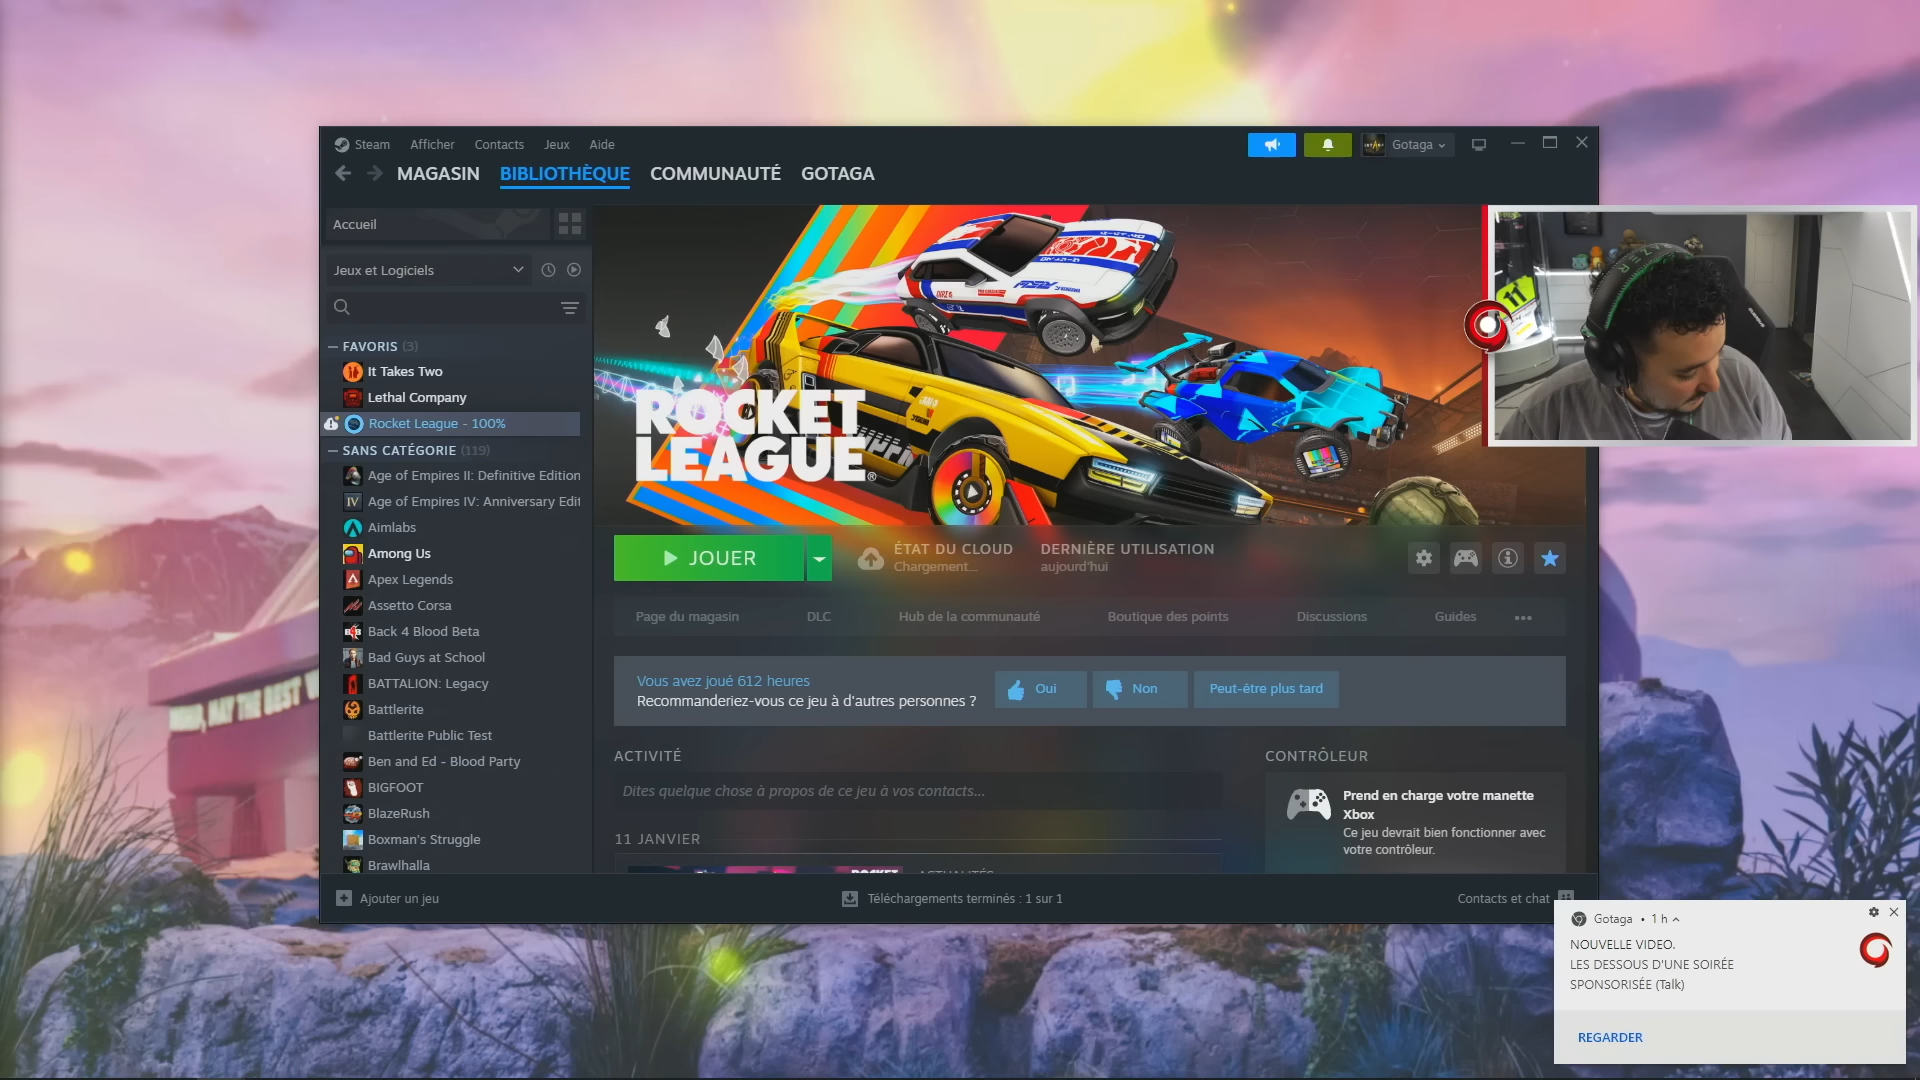 Steam Afficher Contacts Jeux Aide
Gotaga
MAGASIN BIBLIOTHÈQUE COMMUNAUTÉ GOTAGA
Accueil
Jeux et Logiciels
— FAVORIS (3)
It Takes Two
Lethal Company
Rocket League - 100%
— SANS CATÉGORIE (119)
Age of Empires II: Definitive Edition
Age of Empires IV: Anniversary Edit
Aimlabs
Among Us
Apex Legends
Assetto Corsa
Back 4 Blood Beta
Bad Guys at School
BATTALION: Legacy
Battlerite
Battlerite Public Test
Ben and Ed - Blood Party
BIGFOOT
BlazeRush
Boxman's Struggle
Brawlhalla
ROCKET
LEAGUE®
JOUER
ÉTAT DU CLOUD
Chargement...
DERNIÈRE UTILISATION
aujourd'hui
Page du magasin DLC Hub de la communauté Boutique des points Discussions Guides
Vous avez joué 612 heures
Recommanderiez-vous ce jeu à d'autres personnes ?
Oui Non Peut-être plus tard
ACTIVITÉ
Dites quelque chose à propos de ce jeu à vos contacts...
11 JANVIER
CONTRÔLEUR
Prend en charge votre manette
Xbox
Ce jeu devrait bien fonctionner avec
votre contrôleur.
Ajouter un jeu
Téléchargements terminés : 1 sur 1
Contacts et chat
Gotaga • 1 h
NOUVELLE VIDEO.
LES DESSOUS D'UNE SOIRÉE
SPONSORISÉE (Talk)
REGARDER